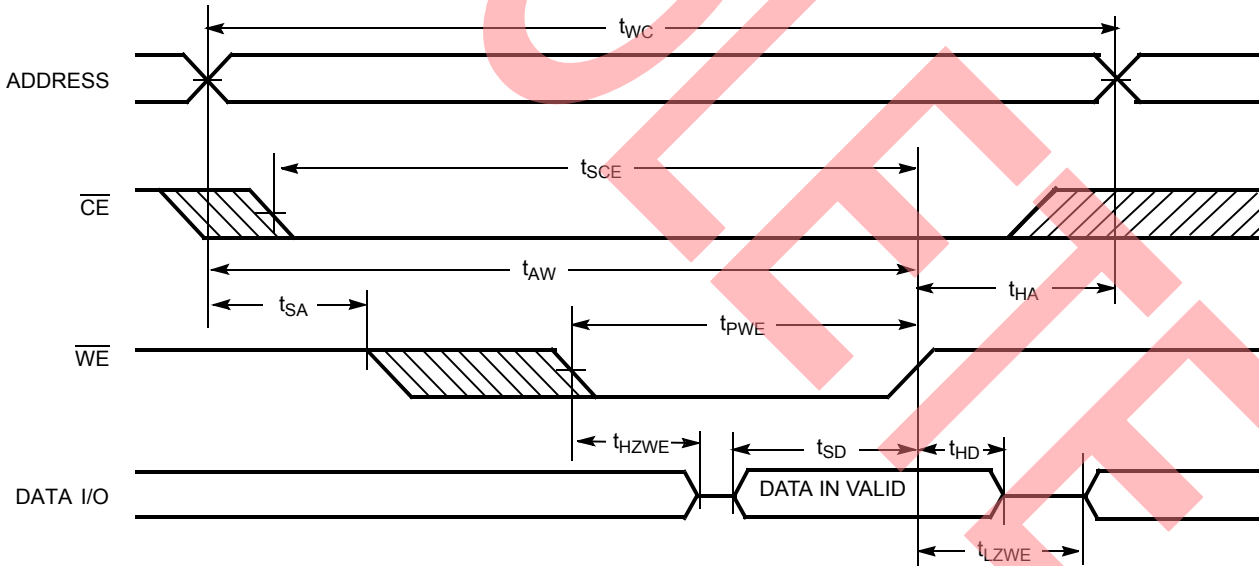 tWC
ADDRESS
tSCE
CE
tAW
tSA
tHA
tPWE
WE
tHZWE
tSD
tHD
DATA I/O
DATA IN VALID
tLZWE